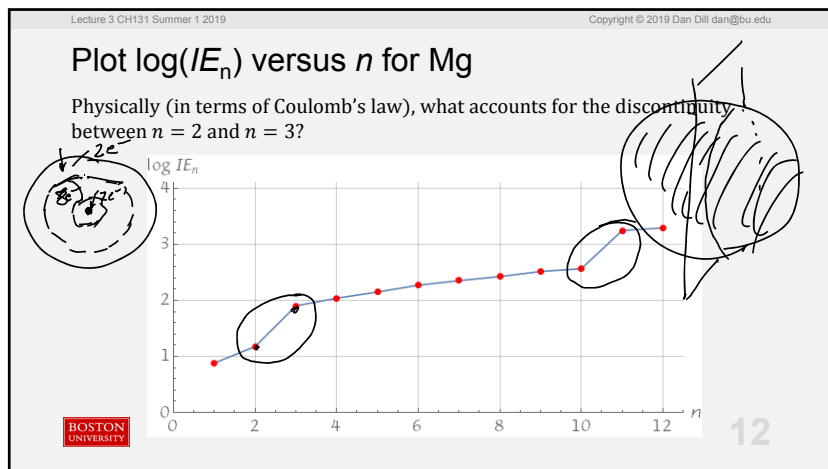 Lecture 3 CH131 Summer 1 2019
Copyright © 2019 Dan Dill dan@bu.edu
Plot log(IEn) versus n for Mg
Physically (in terms of Coulomb's law), what accounts for the discontinuity
between n = 2 and n = 3?
2e-
8e-
2e-
log IEn
4
3
2
1
0
0 2 4 6 8 10 12 n
BOSTON
UNIVERSITY
12